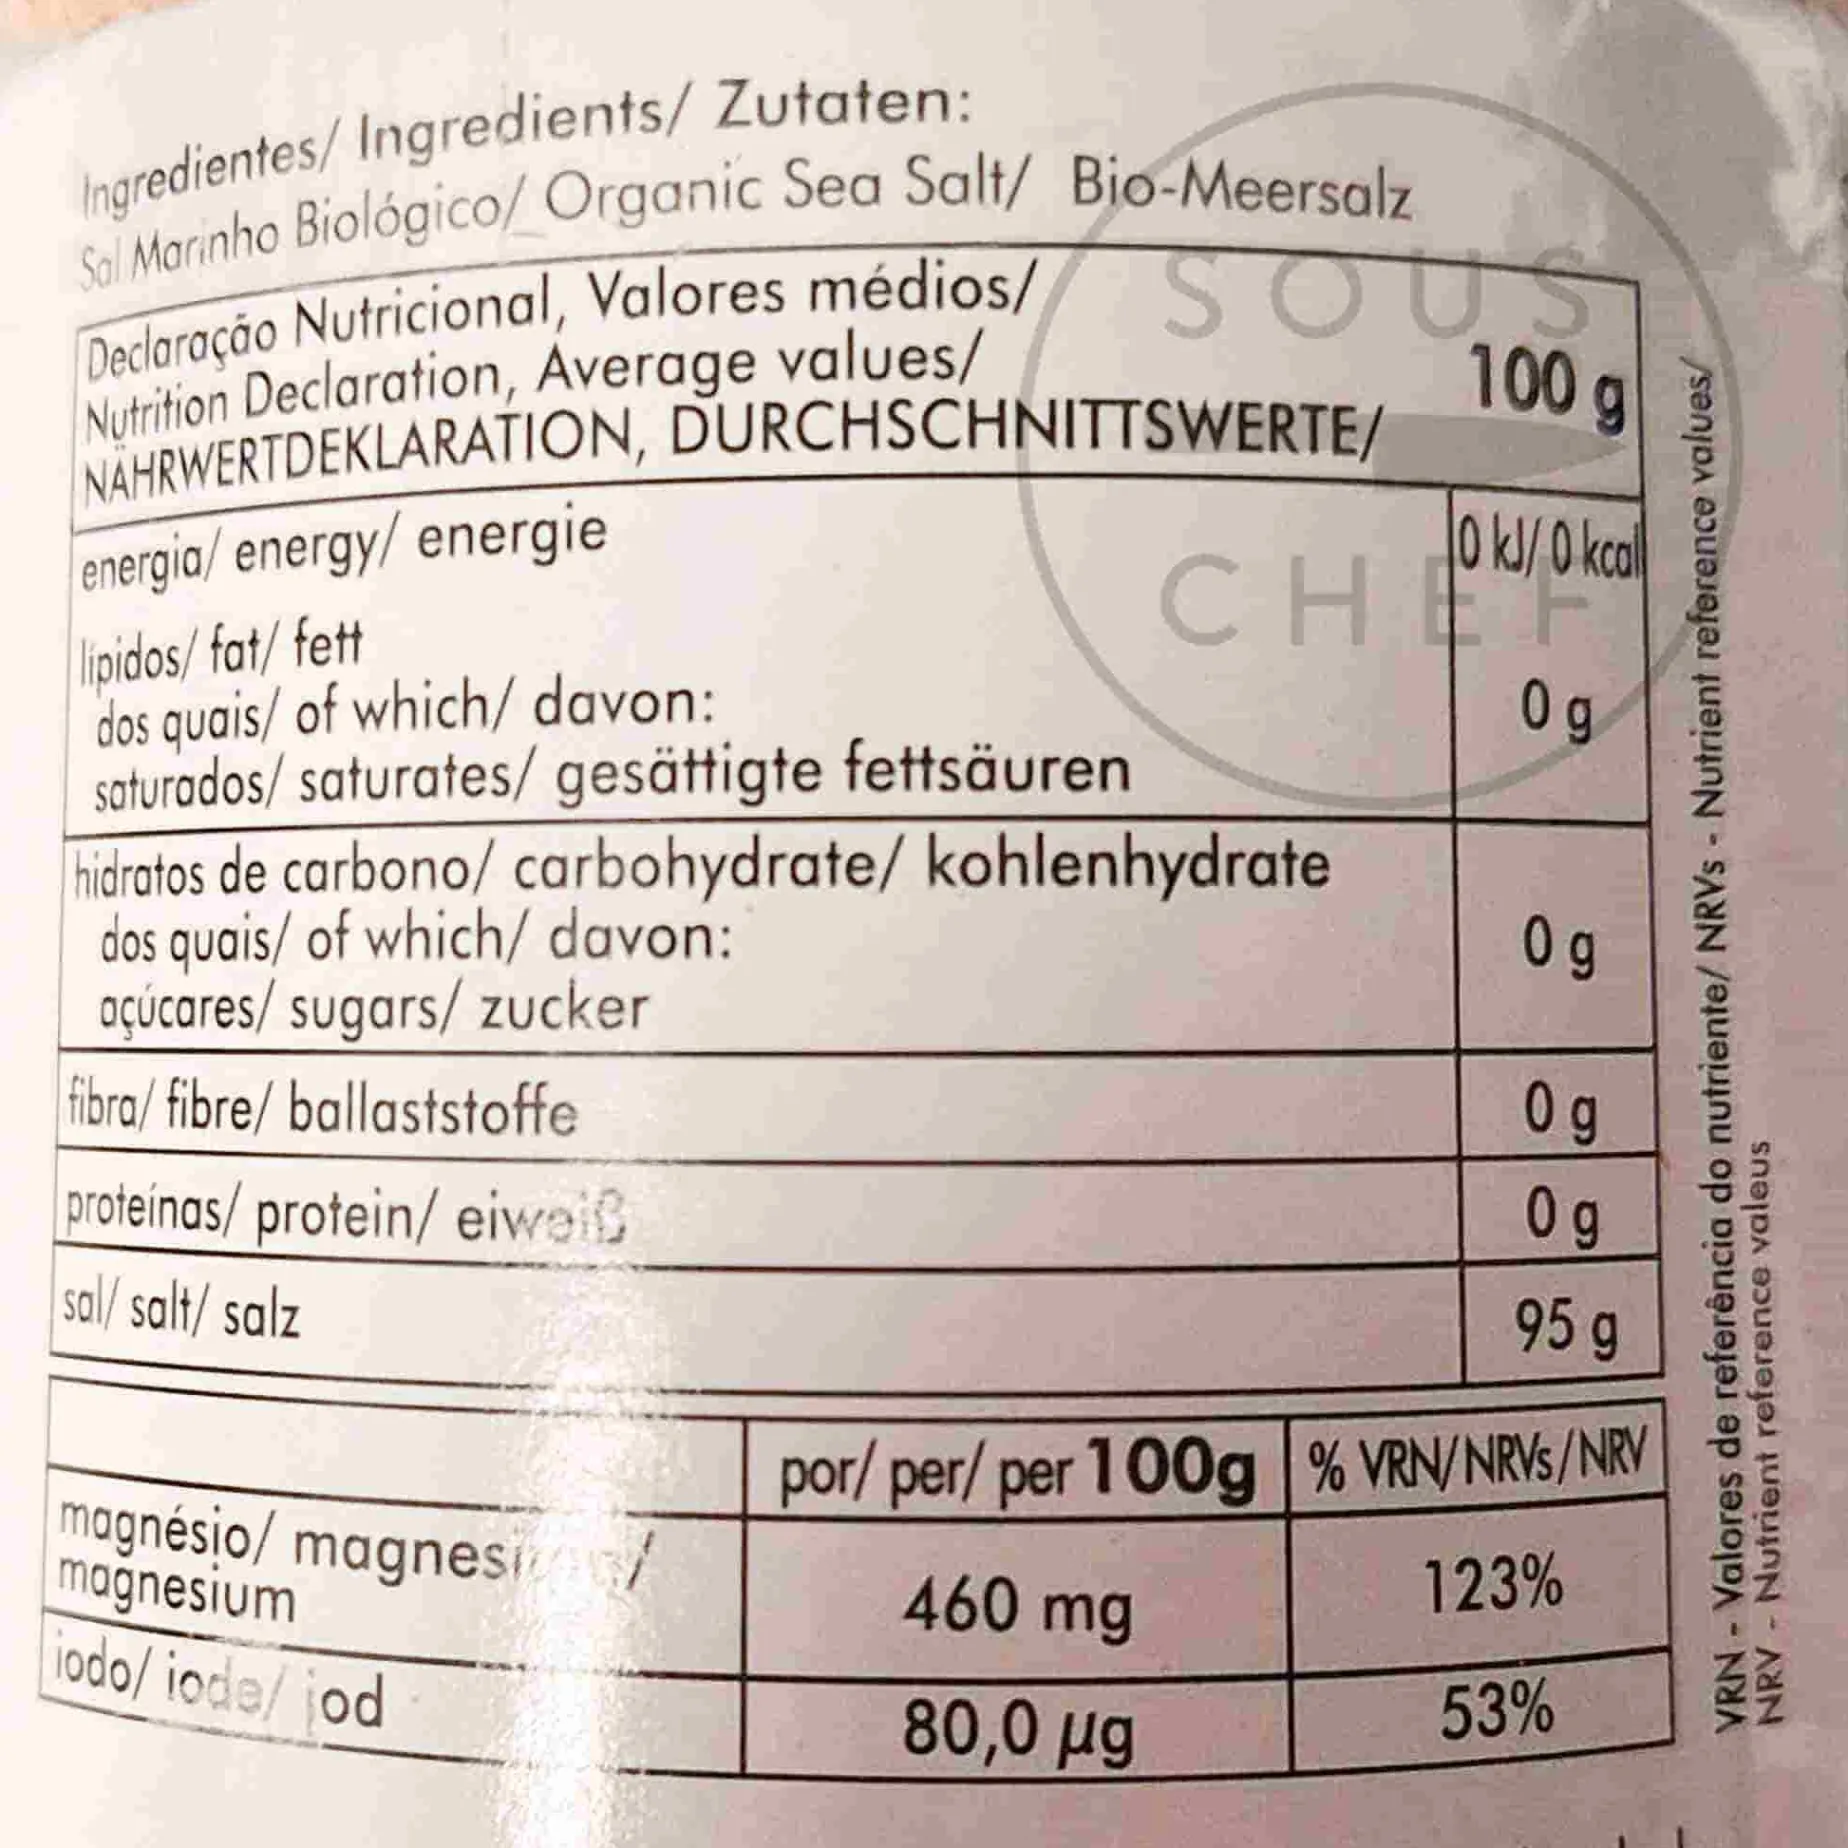 Ingredientes/ Ingredients/ Zutaten:
Sal Marinho Biológico/ Organic Sea Salt/ Bio-Meersalz
Declaração Nutricional, Valores médios/
Nutrition Declaration, Average values/
NÄHRWERTDEKLARATION, DURCHSCHNITTSWERTE/
100 g
energia/ energy/ energie
0 kJ/ 0 kcal
lípidos/ fat/ fett
dos quais/ of which/ davon:
saturados/ saturates/ gesättigte fettsäuren
0 g
hidratos de carbono/ carbohydrate/ kohlenhydrate
dos quais/ of which/ davon:
açúcares/ sugars/ zucker
0 g
fibra/ fibre/ ballaststoffe
0 g
proteínas/ protein/ eiweiß
0 g
sal/ salt/ salz
95 g
por/ per/ per 100g
% VRN/NRVs/NRV
magnésio/
magnesium
460 mg
123%
iodo/ iode/ jod
80,0 µg
53%
VRN - Valores de referência do nutriente/ NRVs - Nutrient reference values/
NRV - Nutrient reference valeus
SOUS
CHEF